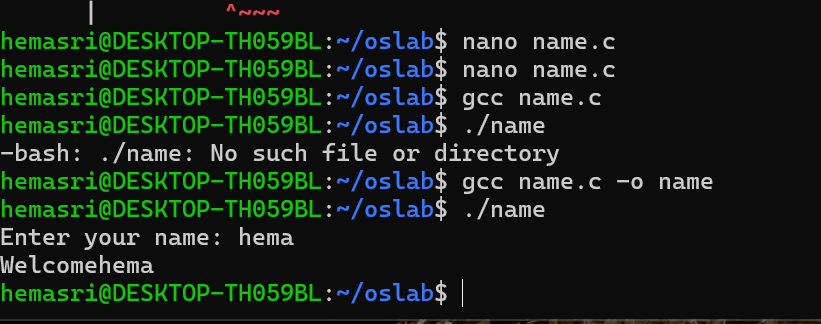 |         ^~~~
hemasri@DESKTOP-TH059BL:~/oslab$ nano name.c
hemasri@DESKTOP-TH059BL:~/oslab$ nano name.c
hemasri@DESKTOP-TH059BL:~/oslab$ gcc name.c
hemasri@DESKTOP-TH059BL:~/oslab$ ./name
-bash: ./name: No such file or directory
hemasri@DESKTOP-TH059BL:~/oslab$ gcc name.c -o name
hemasri@DESKTOP-TH059BL:~/oslab$ ./name
Enter your name: hema
Welcomehema
hemasri@DESKTOP-TH059BL:~/oslab$